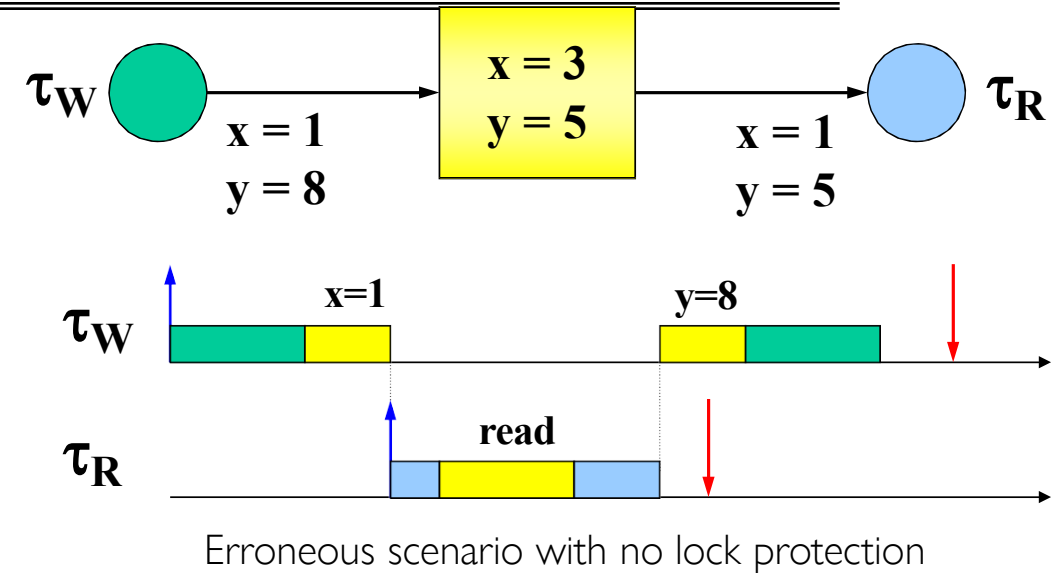 τW
x = 1
y = 8
x = 3
y = 5
x = 1
y = 5
τR
τW
x=1
y=8
τR
read
Erroneous scenario with no lock protection